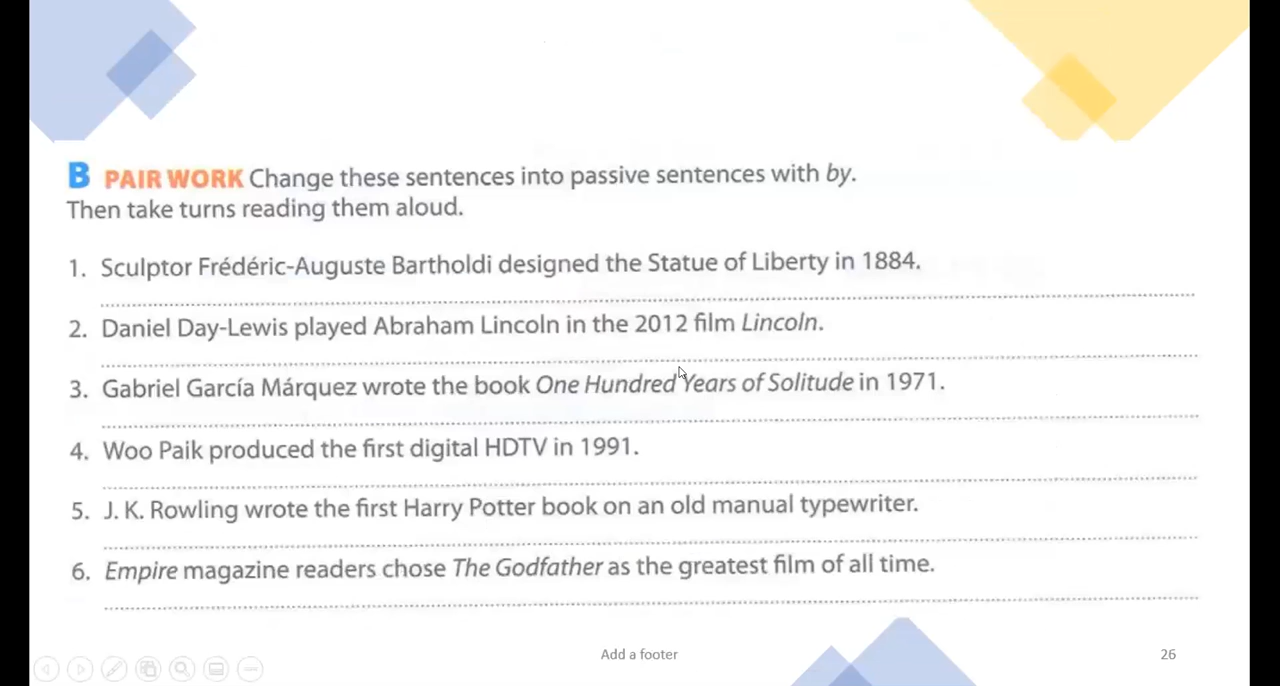 B PAIR WORK Change these sentences into passive sentences with by.
Then take turns reading them aloud.
1. Sculptor Frédéric-Auguste Bartholdi designed the Statue of Liberty in 1884.
2. Daniel Day-Lewis played Abraham Lincoln in the 2012 film Lincoln.
3. Gabriel García Márquez wrote the book One Hundred Years of Solitude in 1971.
4. Woo Paik produced the first digital HDTV in 1991.
5. J. K. Rowling wrote the first Harry Potter book on an old manual typewriter.
6. Empire magazine readers chose The Godfather as the greatest film of all time.
Add a footer
26